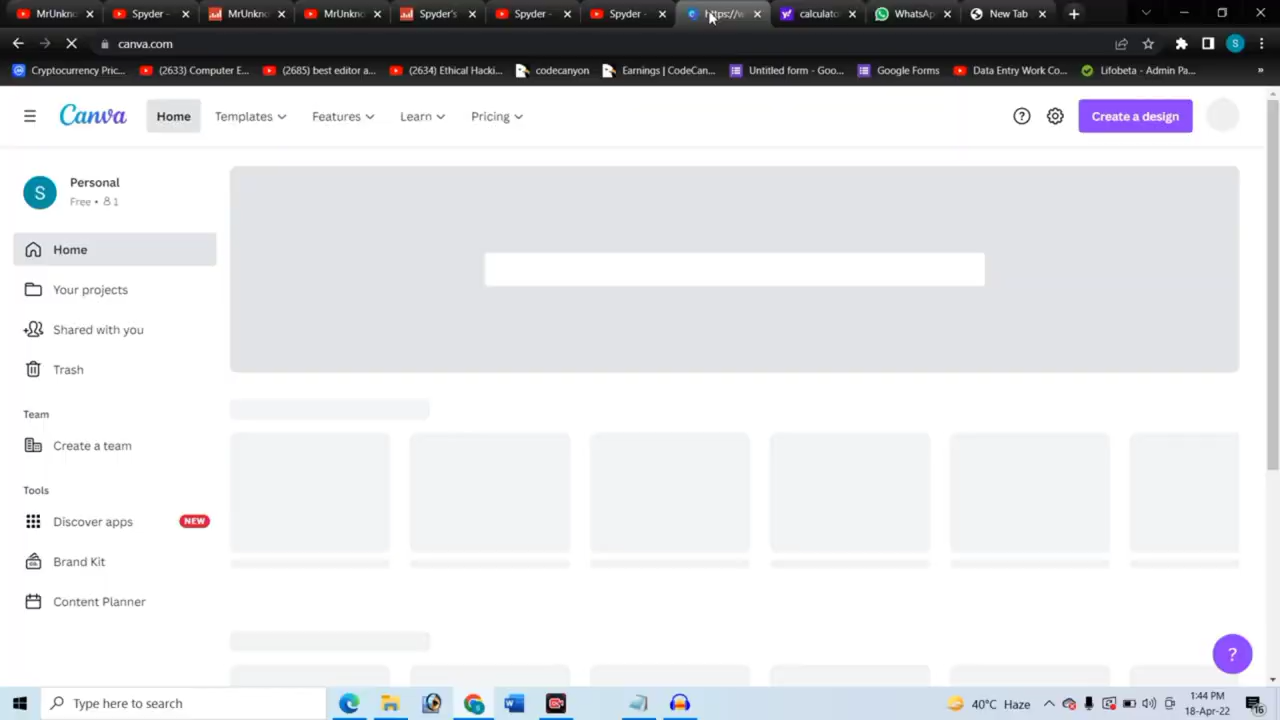 MrUnkno
Spyder -
MrUnkno
MrUnkno
Spyder's
Spyder -
Spyder -
https://w
calculato
WhatsAp
New Tab
canva.com
S
Cryptocurrency Pric...
(2633) Computer E...
(2685) best editor a...
(2634) Ethical Hacki...
codecanyon
Earnings | CodeCan...
Untitled form - Goo...
Google Forms
Data Entry Work Co...
Lifobeta - Admin Pa...
»
Canva
Home
Templates
Features
Learn
Pricing
?
Create a design
S
Personal
Free • 1
Home
Your projects
Shared with you
Trash
Team
Create a team
Tools
Discover apps
NEW
Brand Kit
Content Planner
?
Type here to search
40°C Haze
1:44 PM
18-Apr-22
16